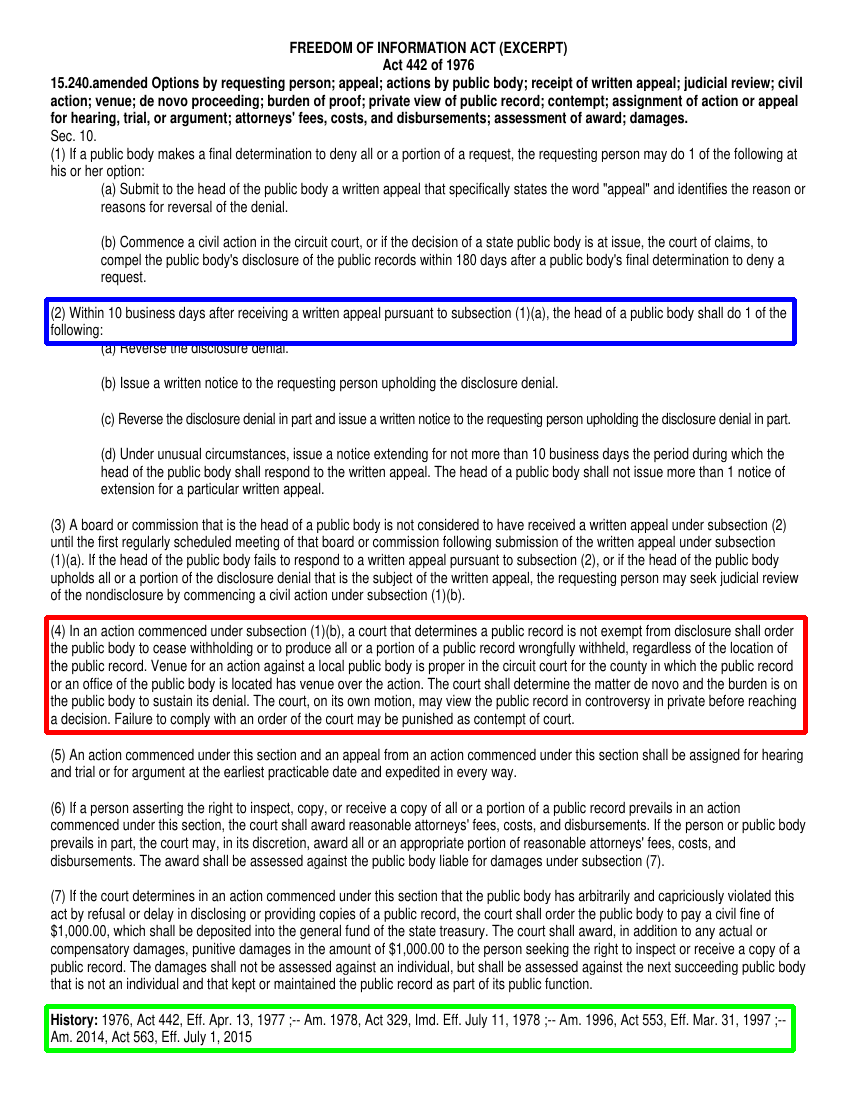 FREEDOM OF INFORMATION ACT (EXCERPT)
Act 442 of 1976
15.240.amended Options by requesting person; appeal; actions by public body; receipt of written appeal; judicial review; civil
action; venue; de novo proceeding; burden of proof; private view of public record; contempt; assignment of action or appeal
for hearing, trial, or argument; attorneys' fees, costs, and disbursements; assessment of award; damages.
Sec. 10.
(1) If a public body makes a final determination to deny all or a portion of a request, the requesting person may do 1 of the following at
his or her option:
(a) Submit to the head of the public body a written appeal that specifically states the word "appeal" and identifies the reason or
reasons for reversal of the denial.
(b) Commence a civil action in the circuit court, or if the decision of a state public body is at issue, the court of claims, to
compel the public body's disclosure of the public records within 180 days after a public body's final determination to deny a
request.
(2) Within 10 business days after receiving a written appeal pursuant to subsection (1)(a), the head of a public body shall do 1 of the
following:
(a) Reverse the disclosure denial.
(b) Issue a written notice to the requesting person upholding the disclosure denial.
(c) Reverse the disclosure denial in part and issue a written notice to the requesting person upholding the disclosure denial in part.
(d) Under unusual circumstances, issue a notice extending for not more than 10 business days the period during which the
head of the public body shall respond to the written appeal. The head of a public body shall not issue more than 1 notice of
extension for a particular written appeal.
(3) A board or commission that is the head of a public body is not considered to have received a written appeal under subsection (2)
until the first regularly scheduled meeting of that board or commission following submission of the written appeal under subsection
(1)(a). If the head of the public body fails to respond to a written appeal pursuant to subsection (2), or if the head of the public body
upholds all or a portion of the disclosure denial that is the subject of the written appeal, the requesting person may seek judicial review
of the nondisclosure by commencing a civil action under subsection (1)(b).
(4) In an action commenced under subsection (1)(b), a court that determines a public record is not exempt from disclosure shall order
the public body to cease withholding or to produce all or a portion of a public record wrongfully withheld, regardless of the location of
the public record. Venue for an action against a local public body is proper in the circuit court for the county in which the public record
or an office of the public body is located has venue over the action. The court shall determine the matter de novo and the burden is on
the public body to sustain its denial. The court, on its own motion, may view the public record in controversy in private before reaching
a decision. Failure to comply with an order of the court may be punished as contempt of court.
(5) An action commenced under this section and an appeal from an action commenced under this section shall be assigned for hearing
and trial or for argument at the earliest practicable date and expedited in every way.
(6) If a person asserting the right to inspect, copy, or receive a copy of all or a portion of a public record prevails in an action
commenced under this section, the court shall award reasonable attorneys' fees, costs, and disbursements. If the person or public body
prevails in part, the court may, in its discretion, award all or an appropriate portion of reasonable attorneys' fees, costs, and
disbursements. The award shall be assessed against the public body liable for damages under subsection (7).
(7) If the court determines in an action commenced under this section that the public body has arbitrarily and capriciously violated this
act by refusal or delay in disclosing or providing copies of a public record, the court shall order the public body to pay a civil fine of
$1,000.00, which shall be deposited into the general fund of the state treasury. The court shall award, in addition to any actual or
compensatory damages, punitive damages in the amount of $1,000.00 to the person seeking the right to inspect or receive a copy of a
public record. The damages shall not be assessed against an individual, but shall be assessed against the next succeeding public body
that is not an individual and that kept or maintained the public record as part of its public function.
History: 1976, Act 442, Eff. Apr. 13, 1977 ;-- Am. 1978, Act 329, Imd. Eff. July 11, 1978 ;-- Am. 1996, Act 553, Eff. Mar. 31, 1997 ;--
Am. 2014, Act 563, Eff. July 1, 2015